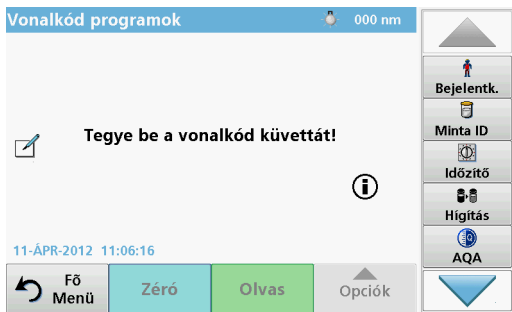 Vonalkód programok
000 nm
Tegye be a vonalkód küvettát!
11-ÁPR-2012 11:06:16
Fõ
Menü
Zéró
Olvas
Opciók
Bejelentk.
Minta ID
Időzítő
Hígítás
AQA